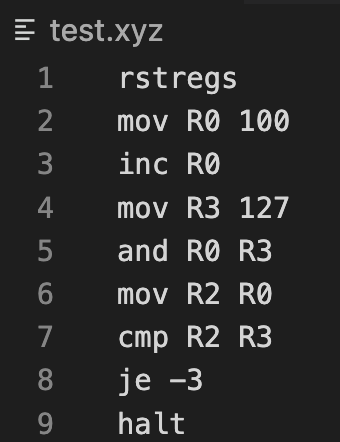 test.xyz
1 rstregs
2 mov R0 100
3 inc R0
4 mov R3 127
5 and R0 R3
6 mov R2 R0
7 cmp R2 R3
8 je -3
9 halt